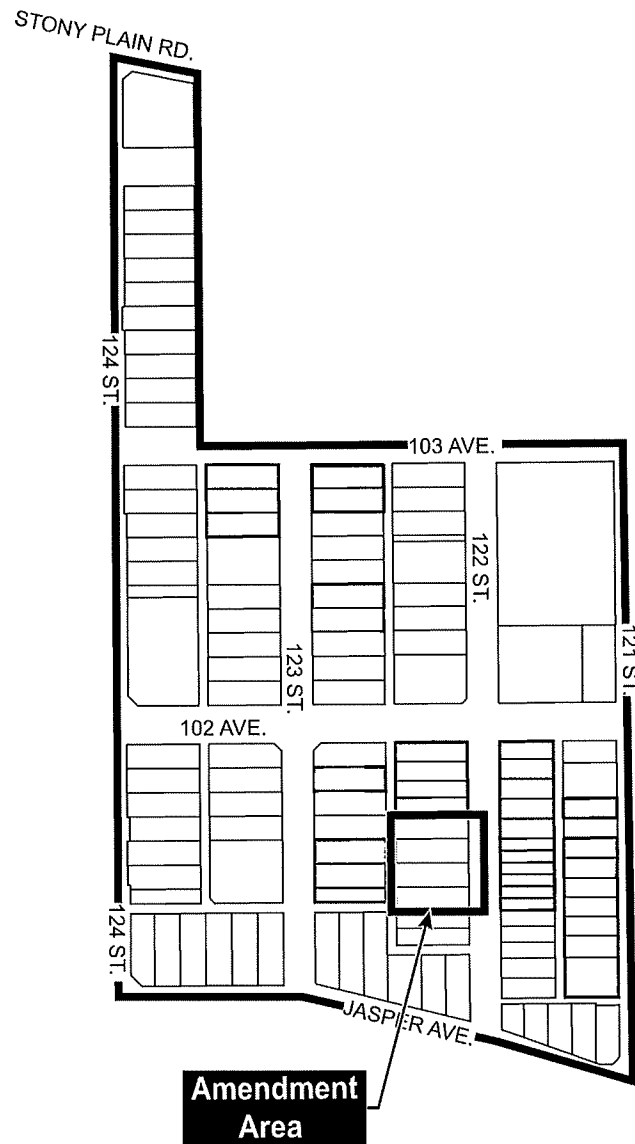 STONY PLAIN RD.
124 ST.
103 AVE.
122 ST.
121 ST.
123 ST.
102 AVE.
124 ST.
JASPER AVE.
Amendment
Area